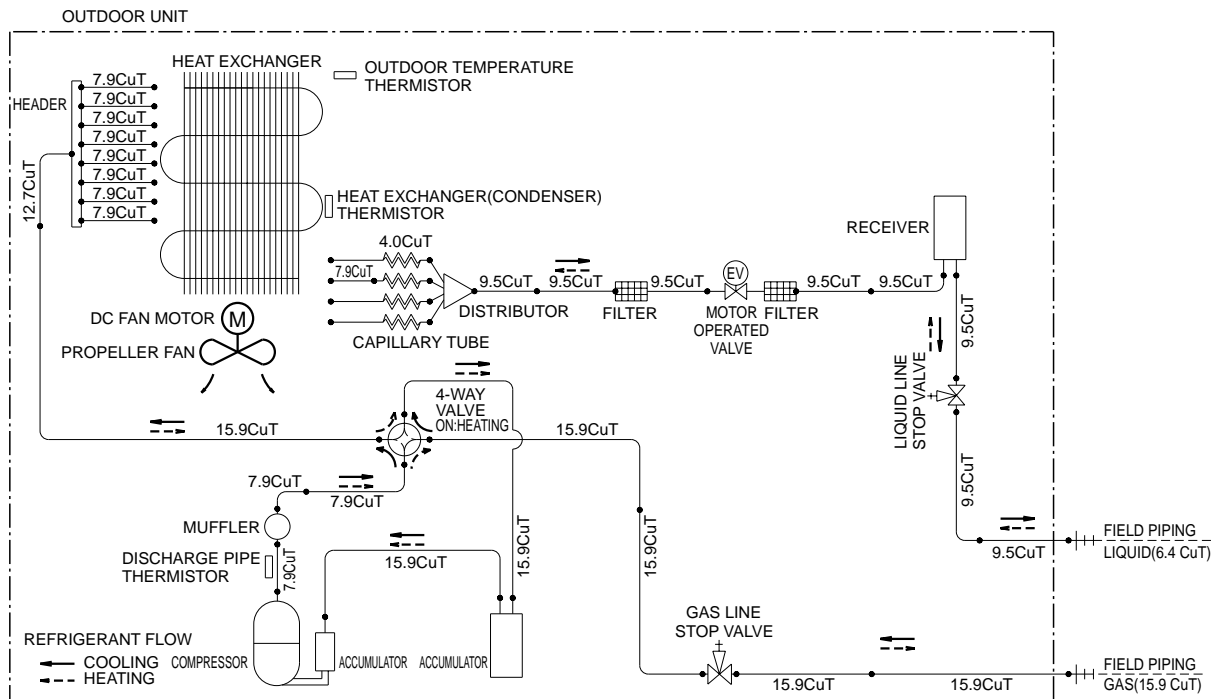 OUTDOOR UNIT
HEAT EXCHANGER
OUTDOOR TEMPERATURE
THERMISTOR
HEADER
7.9CuT
7.9CuT
7.9CuT
7.9CuT
7.9CuT
7.9CuT
7.9CuT
7.9CuT
12.7CuT
HEAT EXCHANGER(CONDENSER)
THERMISTOR
4.0CuT
7.9CuT
CAPILLARY TUBE
9.5CuT
DISTRIBUTOR
9.5CuT
FILTER
9.5CuT
EV
MOTOR
OPERATED
VALVE
FILTER
9.5CuT
9.5CuT
RECEIVER
9.5CuT
LIQUID LINE
STOP VALVE
9.5CuT
9.5CuT
FIELD PIPING
LIQUID(6.4 CuT)
DC FAN MOTOR
M
PROPELLER FAN
4-WAY
VALVE
ON:HEATING
15.9CuT
15.9CuT
7.9CuT
7.9CuT
MUFFLER
DISCHARGE PIPE
THERMISTOR
7.9CuT
15.9CuT
15.9CuT
15.9CuT
GAS LINE
STOP VALVE
REFRIGERANT FLOW
COOLING
HEATING
COMPRESSOR
ACCUMULATOR
ACCUMULATOR
15.9CuT
15.9CuT
FIELD PIPING
GAS(15.9 CuT)